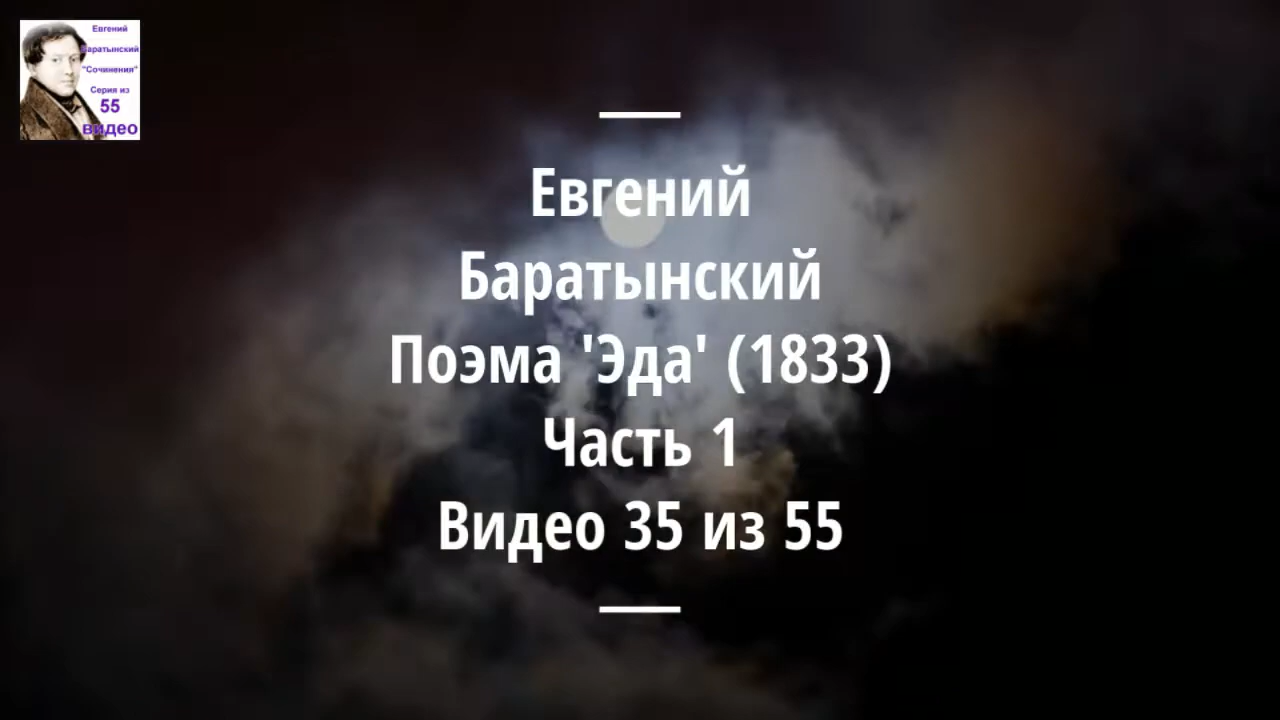 Евгений
Баратынский
"Сочинения"
Серия из
55
видео
Евгений
Баратынский
Поэма 'Эда' (1833)
Часть 1
Видео 35 из 55